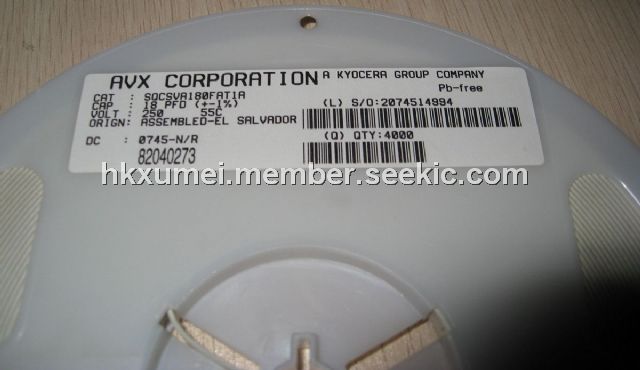 AVX CORPORATION A KYOCERA GROUP COMPANY
Pb-free
CAT : SQCSVA180FAT1A
CAP : 18 PFD (+-1%)
VOLT : 250 55C
ORIGN: ASSEMBLED-EL SALVADOR
DC : 0745-N/R
82040273
(L) S/O:2074514994
(Q) QTY:4000
hkxumei.member.seekic.com